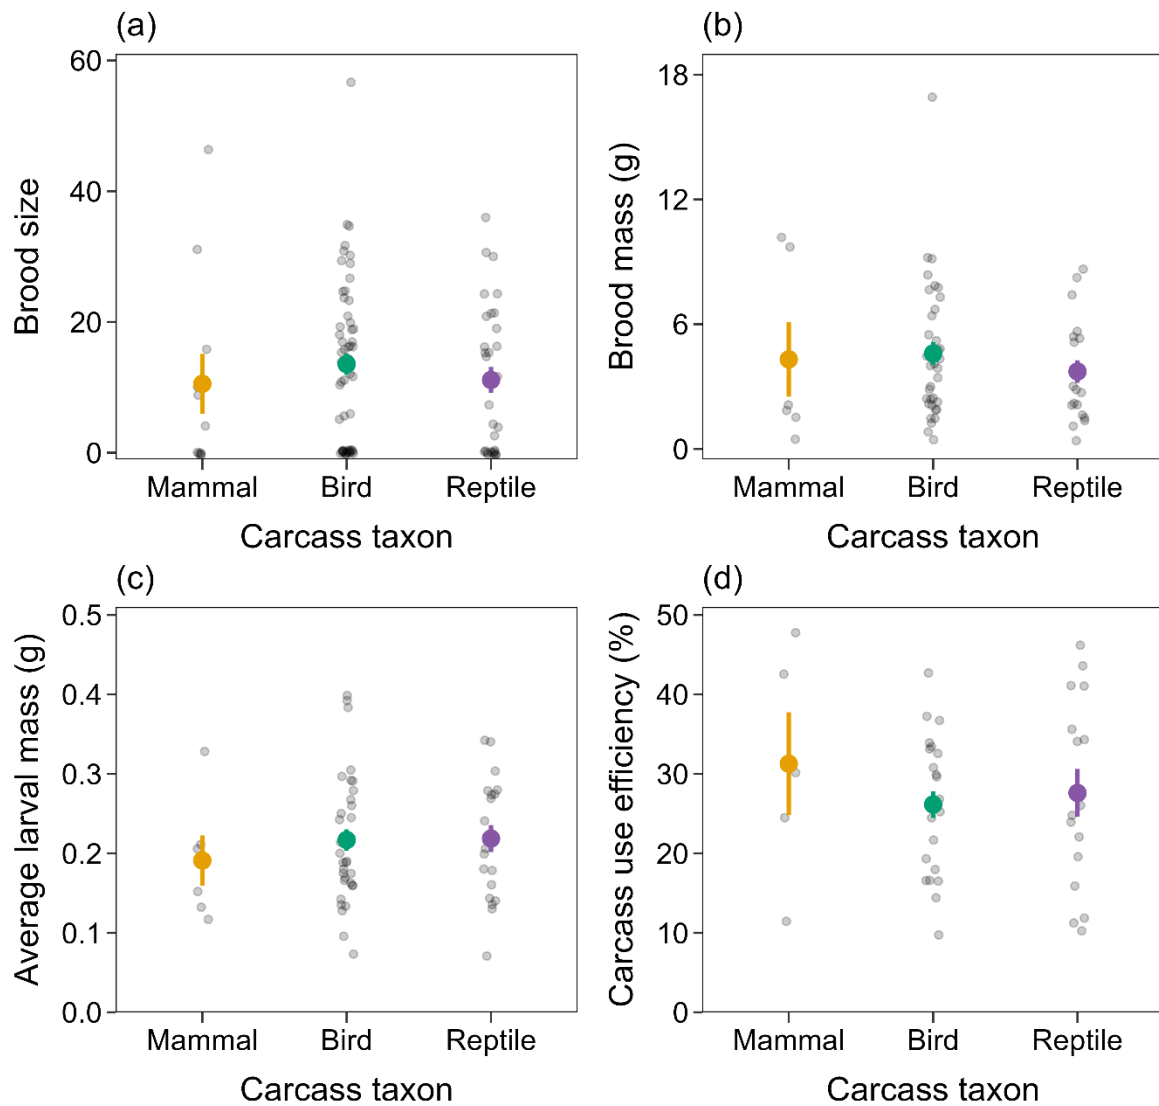 (a)
60
40
20
0
Brood size
Mammal Bird Reptile
Carcass taxon
(b)
18
12
6
0
Brood mass (g)
Mammal Bird Reptile
Carcass taxon
(c)
0.5
0.4
0.3
0.2
0.1
0.0
Average larval mass (g)
Mammal Bird Reptile
Carcass taxon
(d)
50
40
30
20
10
0
Carcass use efficiency (%)
Mammal Bird Reptile
Carcass taxon